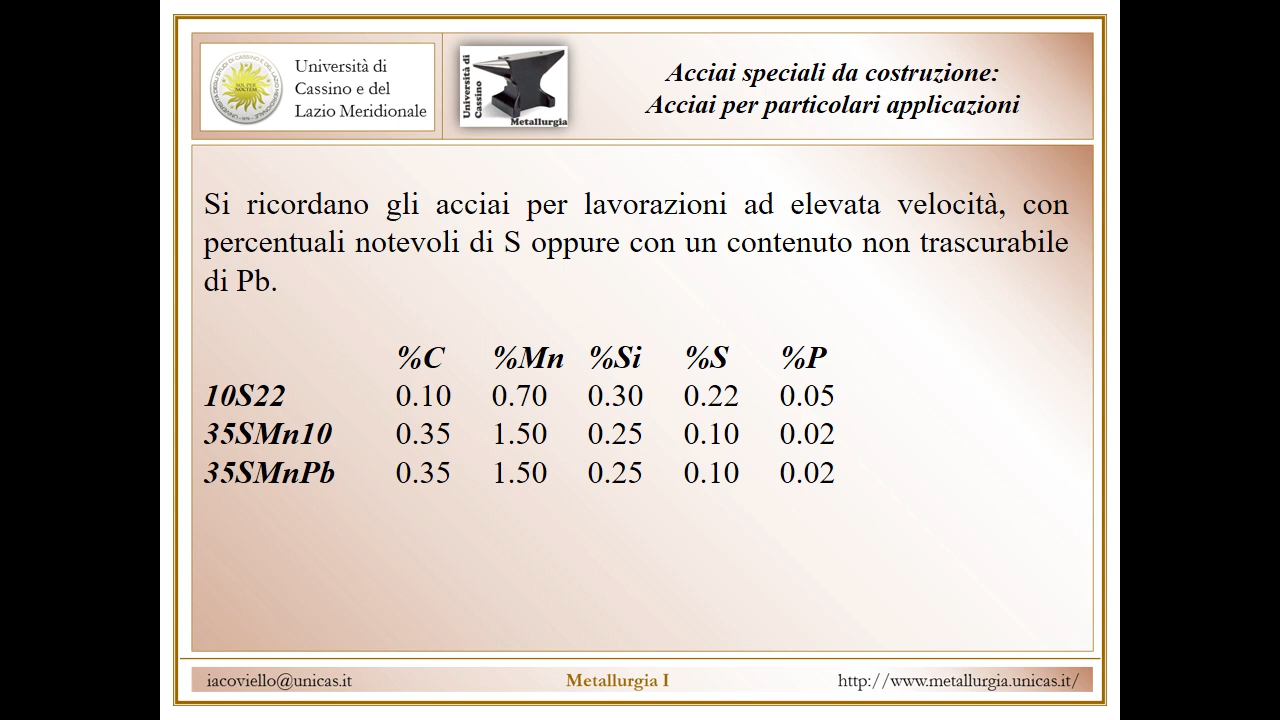 Università di
Cassino e del
Lazio Meridionale
Università di
Cassino
Metallurgia
Acciai speciali da costruzione:
Acciai per particolari applicazioni
Si ricordano gli acciai per lavorazioni ad elevata velocità, con
percentuali notevoli di S oppure con un contenuto non trascurabile
di Pb.
%C %Mn %Si %S %P
10S22 0.10 0.70 0.30 0.22 0.05
35SMn10 0.35 1.50 0.25 0.10 0.02
35SMnPb 0.35 1.50 0.25 0.10 0.02
iacoviello@unicas.it Metallurgia I http://www.metallurgia.unicas.it/